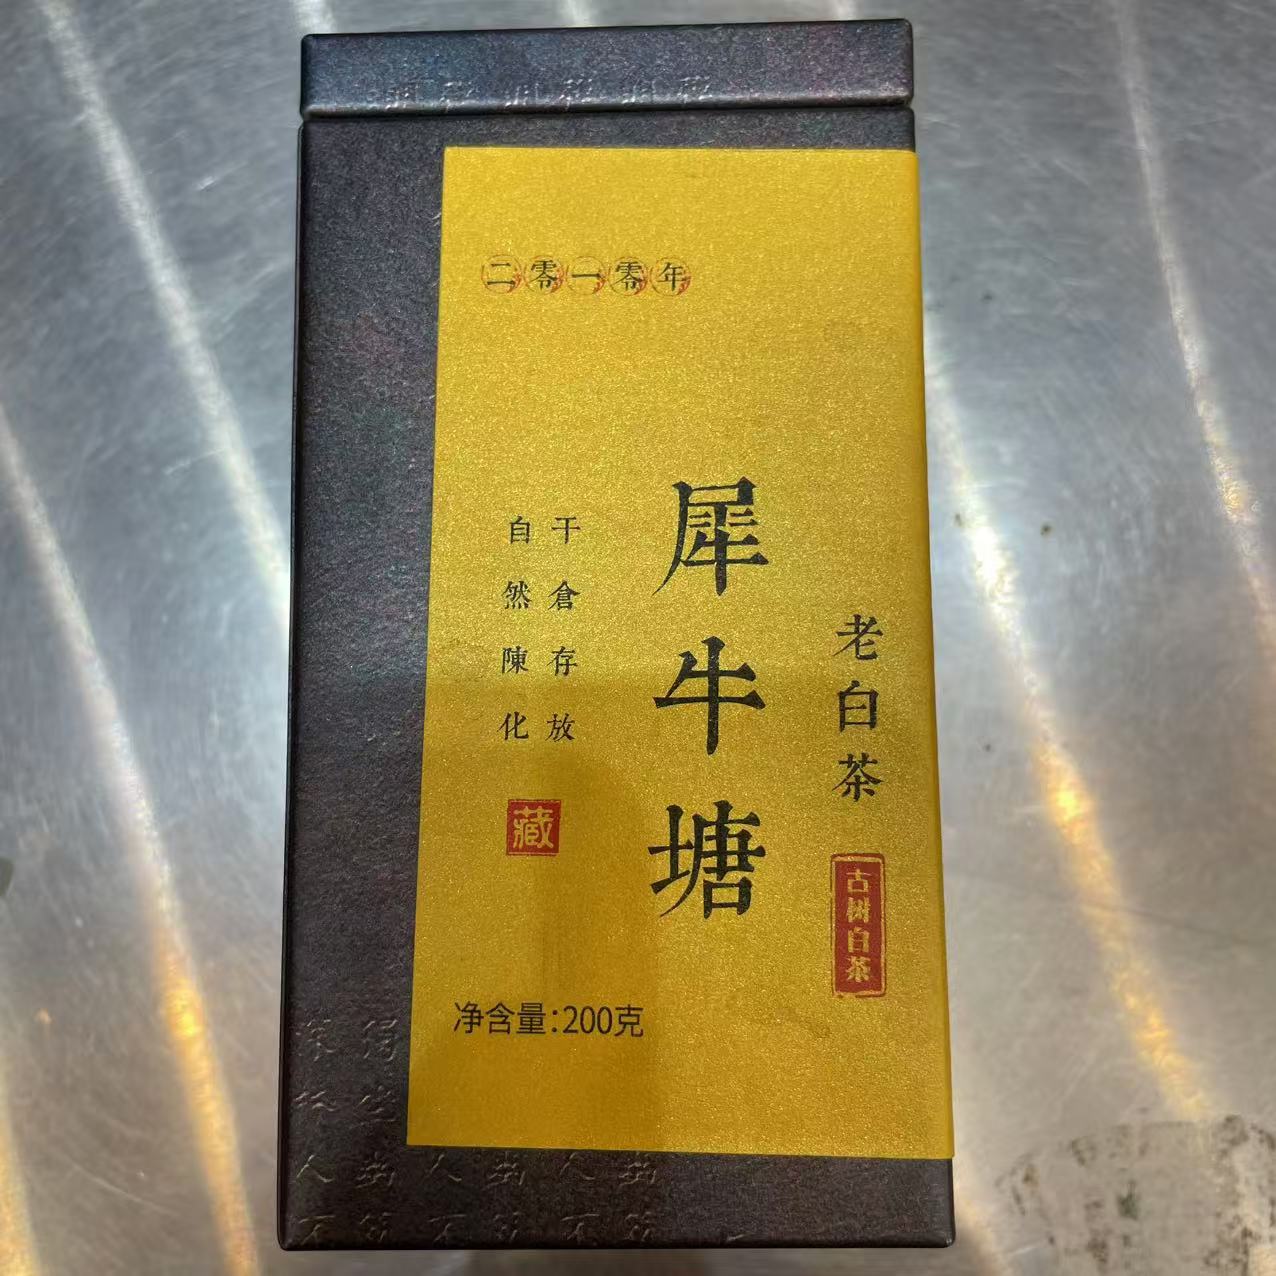 二零一零年
老白茶
古树白茶
犀牛塘
干倉存放
自然陳化
藏
净含量:200克